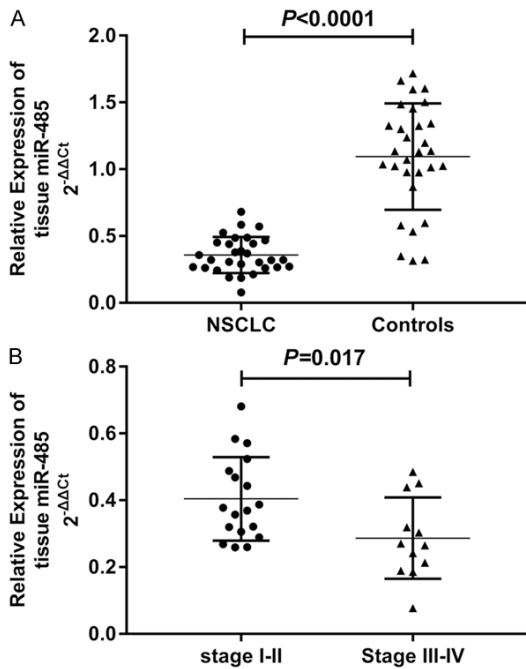 A
P<0.0001
Relative Expression of
tissue miR-485
2^-ΔΔCt
2.0
1.5
1.0
0.5
0.0
NSCLC Controls
B
P=0.017
Relative Expression of
tissue miR-485
2^-ΔΔCt
0.8
0.6
0.4
0.2
0.0
stage I-II Stage III-IV